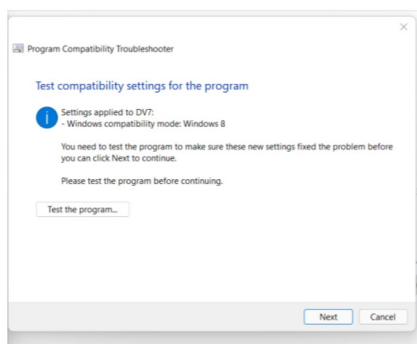 Program Compatibility Troubleshooter
Test compatibility settings for the program
Settings applied to DV7:
- Windows compatibility mode: Windows 8
You need to test the program to make sure these new settings fixed the problem before
you can click Next to continue.
Please test the program before continuing.
Test the program...
Next
Cancel